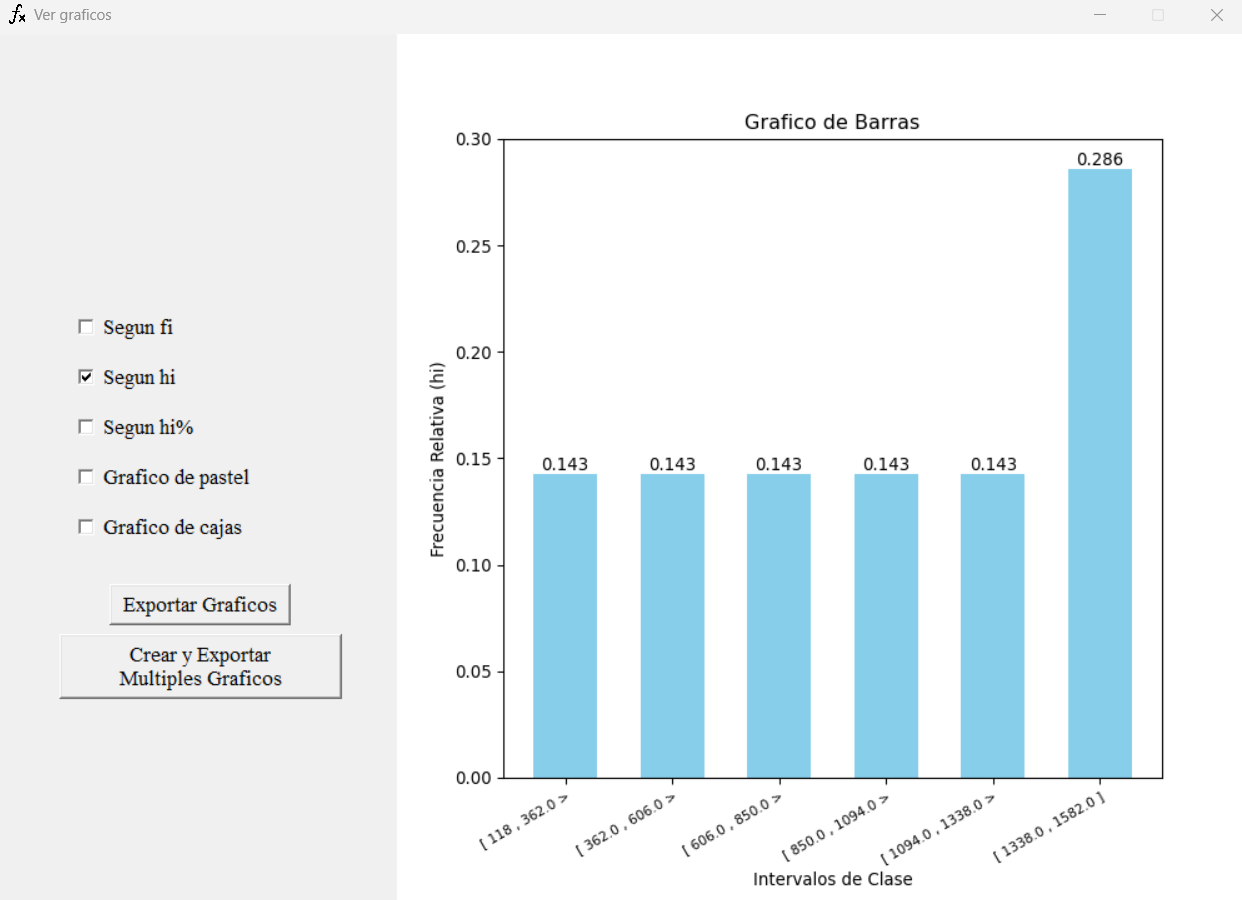 Ver graficos
Segun fi
Segun hi
Segun hi%
Grafico de pastel
Grafico de cajas
Exportar Graficos
Crear y Exportar
Multiples Graficos
Grafico de Barras
Frecuencia Relativa (hi)
0.30
0.25
0.20
0.15
0.10
0.05
0.00
0.143
0.143
0.143
0.143
0.143
0.286
[ 118 , 362.0 >
[ 362.0 , 606.0 >
[ 606.0 , 850.0 >
[ 850.0 , 1094.0 >
[ 1094.0 , 1338.0 >
[ 1338.0 , 1582.0 ]
Intervalos de Clase